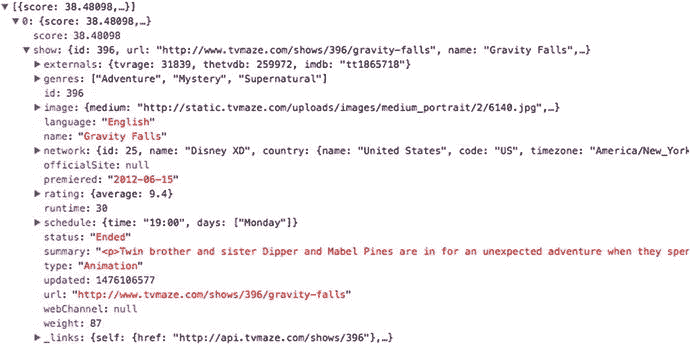 ▼ [{score: 38.48098,…}]
▼ 0: {score: 38.48098,…}
score: 38.48098
▼ show: {id: 396, url: "http://www.tvmaze.com/shows/396/gravity-falls", name: "Gravity Falls",…}
▶ externals: {tvrage: 31839, thetvdb: 259972, imdb: "tt1865718"}
▶ genres: ["Adventure", "Mystery", "Supernatural"]
id: 396
▶ image: {medium: "http://static.tvmaze.com/uploads/images/medium_portrait/2/6140.jpg",…}
language: "English"
name: "Gravity Falls"
▶ network: {id: 25, name: "Disney XD", country: {name: "United States", code: "US", timezone: "America/New_York
officialSite: null
premiered: "2012-06-15"
▶ rating: {average: 9.4}
runtime: 30
▶ schedule: {time: "19:00", days: ["Monday"]}
status: "Ended"
summary: "<p>Twin brother and sister Dipper and Mabel Pines are in for an unexpected adventure when they spen
type: "Animation"
updated: 1476106577
url: "http://www.tvmaze.com/shows/396/gravity-falls"
webChannel: null
weight: 87
▶ _links: {self: {href: "http://api.tvmaze.com/shows/396"},…}